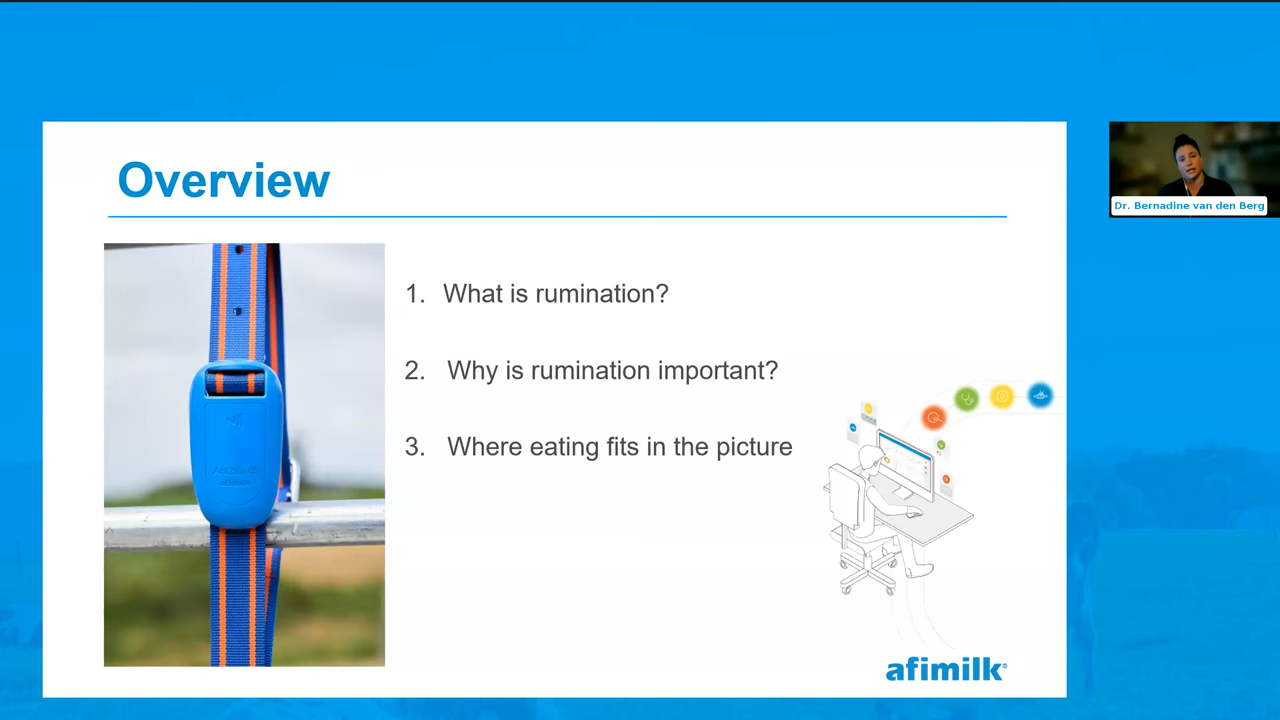 Overview
1. What is rumination?
2. Why is rumination important?
3. Where eating fits in the picture
afimilk®
Dr. Bernadine van den Berg